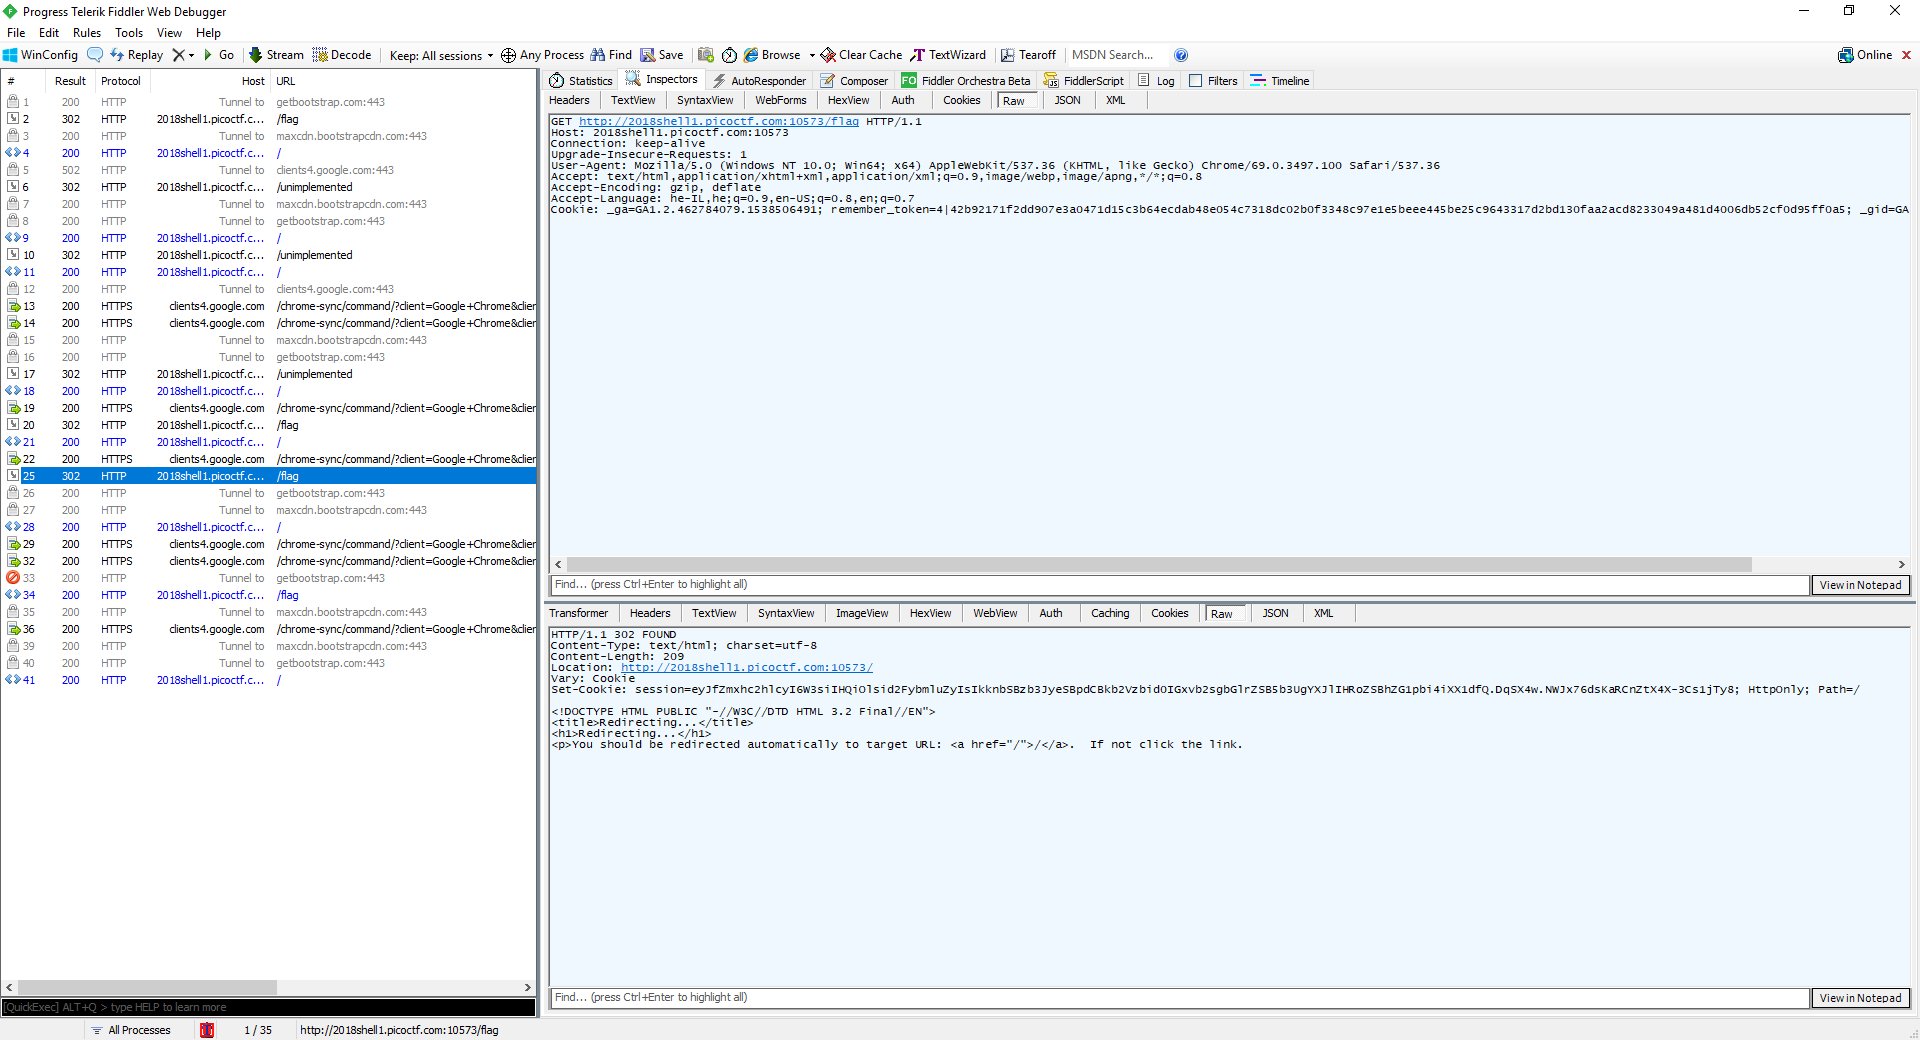 Progress Telerik Fiddler Web Debugger
File Edit Rules Tools View Help
WinConfig Replay Go Stream Decode Keep: All sessions Any Process Find Save Browse Clear Cache TextWizard Tearoff MSDN Search... Online
# Result Protocol Host URL
1 200 HTTP Tunnel to getbootstrap.com:443
2 302 HTTP 2018shell1.picoctf.c... /flag
3 200 HTTP Tunnel to maxcdn.bootstrapcdn.com:443
4 200 HTTP 2018shell1.picoctf.c... /
5 502 HTTP Tunnel to clients4.google.com:443
6 302 HTTP 2018shell1.picoctf.c... /unimplemented
7 200 HTTP Tunnel to maxcdn.bootstrapcdn.com:443
8 200 HTTP Tunnel to getbootstrap.com:443
9 200 HTTP 2018shell1.picoctf.c... /
10 302 HTTP 2018shell1.picoctf.c... /unimplemented
11 200 HTTP 2018shell1.picoctf.c... /
12 200 HTTP Tunnel to clients4.google.com:443
13 200 HTTPS clients4.google.com /chrome-sync/command/?client=Google+Chrome&clien
14 200 HTTPS clients4.google.com /chrome-sync/command/?client=Google+Chrome&clien
15 200 HTTP Tunnel to maxcdn.bootstrapcdn.com:443
16 200 HTTP Tunnel to getbootstrap.com:443
17 302 HTTP 2018shell1.picoctf.c... /unimplemented
18 200 HTTP 2018shell1.picoctf.c... /
19 200 HTTPS clients4.google.com /chrome-sync/command/?client=Google+Chrome&clien
20 302 HTTP 2018shell1.picoctf.c... /flag
21 200 HTTP 2018shell1.picoctf.c... /
22 200 HTTPS clients4.google.com /chrome-sync/command/?client=Google+Chrome&clien
25 302 HTTP 2018shell1.picoctf.c... /flag
26 200 HTTP Tunnel to getbootstrap.com:443
27 200 HTTP Tunnel to maxcdn.bootstrapcdn.com:443
28 200 HTTP 2018shell1.picoctf.c... /
29 200 HTTPS clients4.google.com /chrome-sync/command/?client=Google+Chrome&clien
32 200 HTTPS clients4.google.com /chrome-sync/command/?client=Google+Chrome&clien
33 200 HTTP Tunnel to getbootstrap.com:443
34 200 HTTP 2018shell1.picoctf.c... /flag
35 200 HTTP Tunnel to maxcdn.bootstrapcdn.com:443
36 200 HTTPS clients4.google.com /chrome-sync/command/?client=Google+Chrome&clien
39 200 HTTP Tunnel to maxcdn.bootstrapcdn.com:443
40 200 HTTP Tunnel to getbootstrap.com:443
41 200 HTTP 2018shell1.picoctf.c... /
[QuickExec] ALT+Q > type HELP to learn more
All Processes 1 / 35 http://2018shell1.picoctf.com:10573/flag
Statistics Inspectors AutoResponder Composer FO Fiddler Orchestra Beta FiddlerScript Log Filters Timeline
Headers TextView SyntaxView WebForms HexView Auth Cookies Raw JSON XML
GET http://2018shell1.picoctf.com:10573/flag HTTP/1.1
Host: 2018shell1.picoctf.com:10573
Connection: keep-alive
Upgrade-Insecure-Requests: 1
User-Agent: Mozilla/5.0 (Windows NT 10.0; Win64; x64) AppleWebKit/537.36 (KHTML, like Gecko) Chrome/69.0.3497.100 Safari/537.36
Accept: text/html,application/xhtml+xml,application/xml;q=0.9,image/webp,image/apng,*/*;q=0.8
Accept-Encoding: gzip, deflate
Accept-Language: he-IL,he;q=0.9,en-US;q=0.8,en;q=0.7
Cookie: _ga=GA1.2.462784079.1538506491; remember_token=4|42b92171f2dd907e3a0471d15c3b64ecdab48e054c7318dc02b0f3348c97e1e5beee445be25c9643317d2bd130faa2acd8233049a481d4006db52cf0d95ff0a5; _gid=GA
Find... (press Ctrl+Enter to highlight all) View in Notepad
Transformer Headers TextView SyntaxView ImageView HexView WebView Auth Caching Cookies Raw JSON XML
HTTP/1.1 302 FOUND
Content-Type: text/html; charset=utf-8
Content-Length: 209
Location: http://2018shell1.picoctf.com:10573/
Vary: Cookie
Set-Cookie: session=eyJfZmxhc2hlcyI6W3siIHQiOlsid2FybmluZyIsIkknbSBzb3JyeSBpdCBkb2Vzbid0IGxvb2sgbGlrZSB5b3UgYXJlIHRoZSBhZG1pbi4iXX1dfQ.DqSX4w.NWJx76dsKaRCnZtX4X-3Cs1jTy8; HttpOnly; Path=/
<!DOCTYPE HTML PUBLIC "-//W3C//DTD HTML 3.2 Final//EN">
<title>Redirecting...</title>
<h1>Redirecting...</h1>
<p>You should be redirected automatically to target URL: <a href="/">/</a>.  If not click the link.
Find... (press Ctrl+Enter to highlight all) View in Notepad